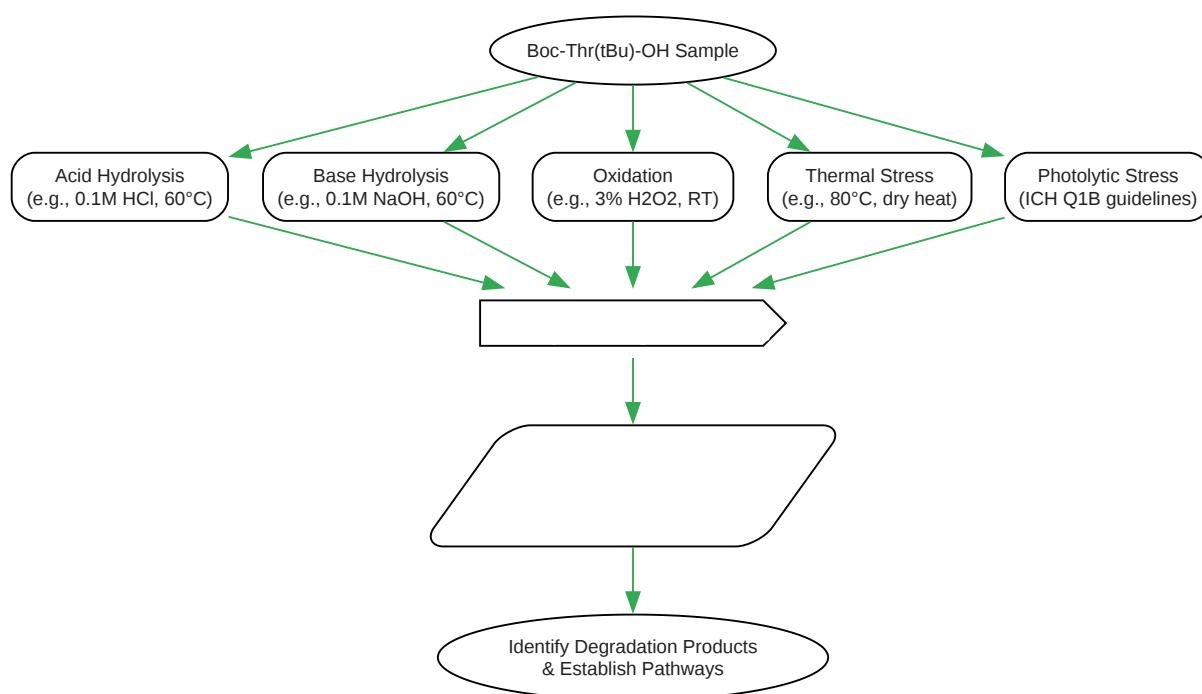 Boc-Thr(tBu)-OH Sample
Acid Hydrolysis
(e.g., 0.1M HCl, 60°C)
Base Hydrolysis
(e.g., 0.1M NaOH, 60°C)
Oxidation
(e.g., 3% H2O2, RT)
Thermal Stress
(e.g., 80°C, dry heat)
Photolytic Stress
(ICH Q1B guidelines)
Identify Degradation Products
& Establish Pathways